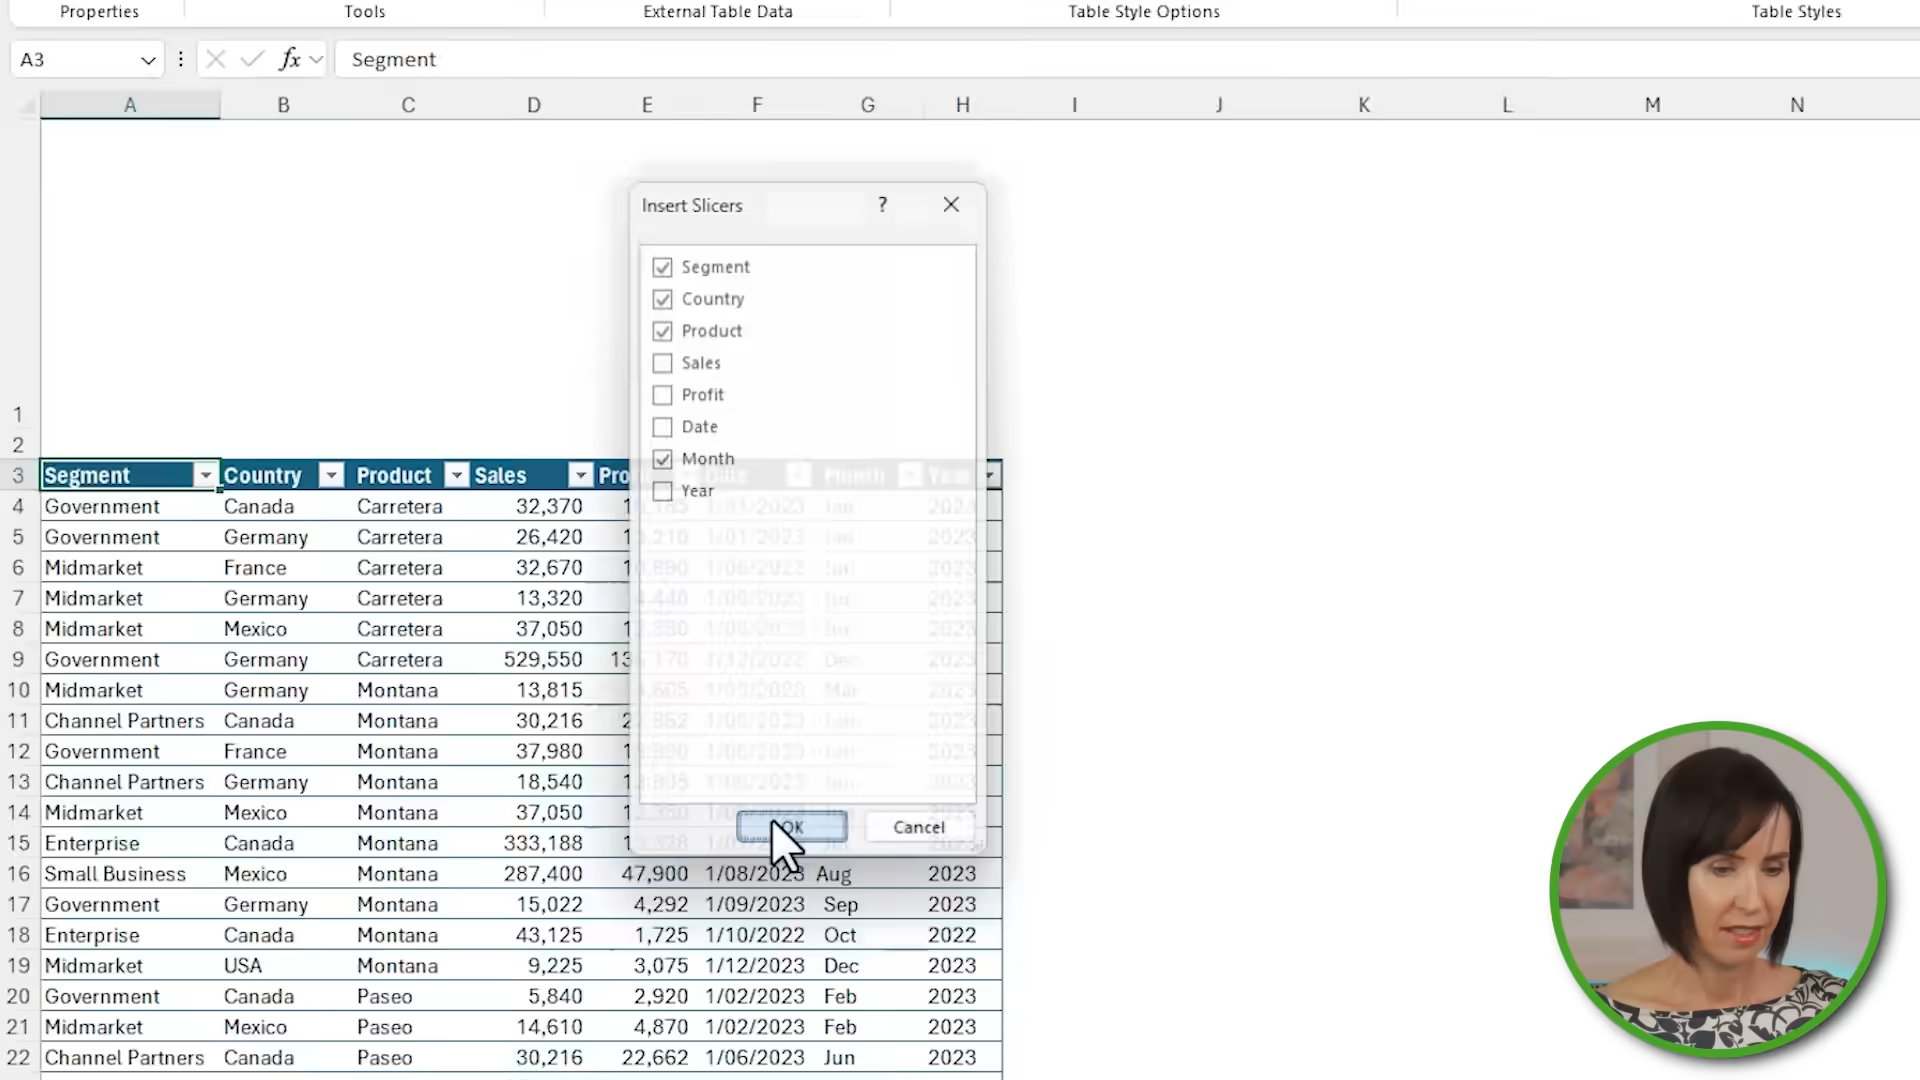 Properties Tools External Table Data Table Style Options Table Styles
A3 fx Segment
A B C D E F G H I J K L M N
Insert Slicers ?
Segment
Country
Product
Sales
Profit
Date
Month
Year
OK Cancel
1
2
3 Segment Country Product Sales
4 Government Canada Carretera 32,370
5 Government Germany Carretera 26,420
6 Midmarket France Carretera 32,670
7 Midmarket Germany Carretera 13,320
8 Midmarket Mexico Carretera 37,050
9 Government Germany Carretera 529,550
10 Midmarket Germany Montana 13,815
11 Channel Partners Canada Montana 30,216
12 Government France Montana 37,980
13 Channel Partners Germany Montana 18,540
14 Midmarket Mexico Montana 37,050
15 Enterprise Canada Montana 333,188
16 Small Business Mexico Montana 287,400 47,900 1/08/2023 Aug 2023
17 Government Germany Montana 15,022 4,292 1/09/2023 Sep 2023
18 Enterprise Canada Montana 43,125 1,725 1/10/2022 Oct 2022
19 Midmarket USA Montana 9,225 3,075 1/12/2023 Dec 2023
20 Government Canada Paseo 5,840 2,920 1/02/2023 Feb 2023
21 Midmarket Mexico Paseo 14,610 4,870 1/02/2023 Feb 2023
22 Channel Partners Canada Paseo 30,216 22,662 1/06/2023 Jun 2023